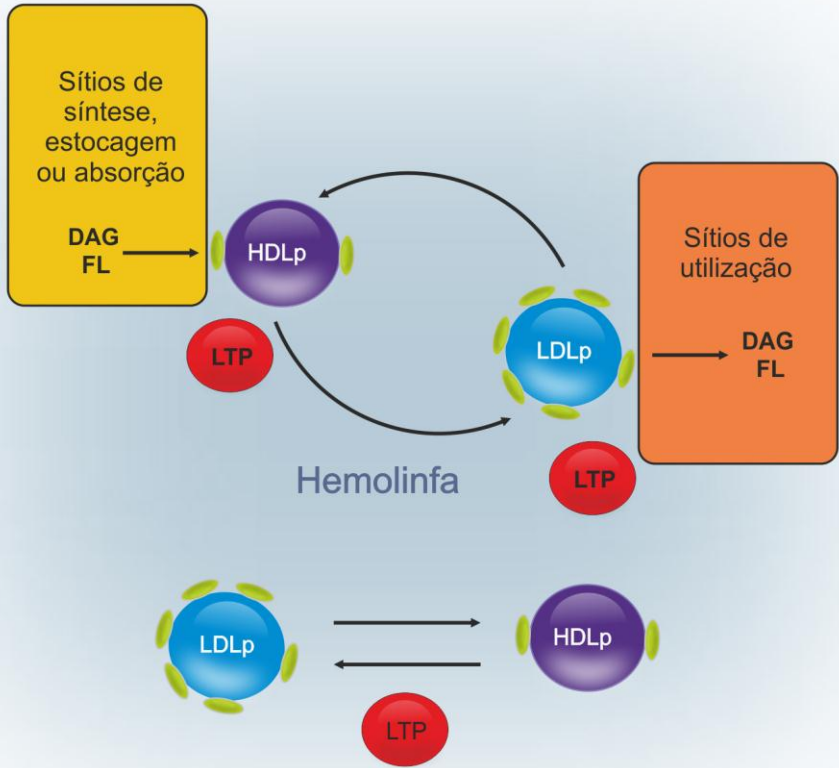 Sítios de
síntese,
estocagem
ou absorção
DAG
FL
HDLp
LTP
LDLp
Sítios de
utilização
DAG
FL
LTP
Hemolinfa
LDLp
HDLp
LTP